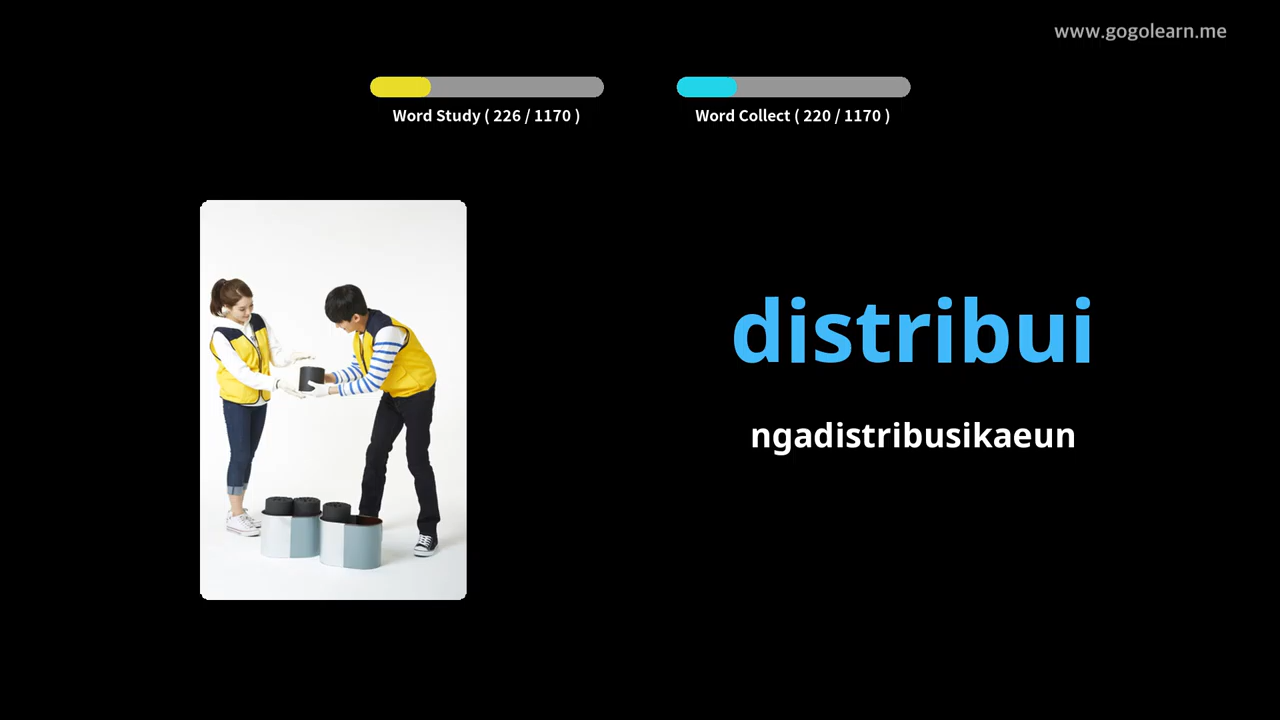 www.gogolearn.me
Word Study ( 226 / 1170 )
Word Collect ( 220 / 1170 )
distribui
ngadistribusikaeun